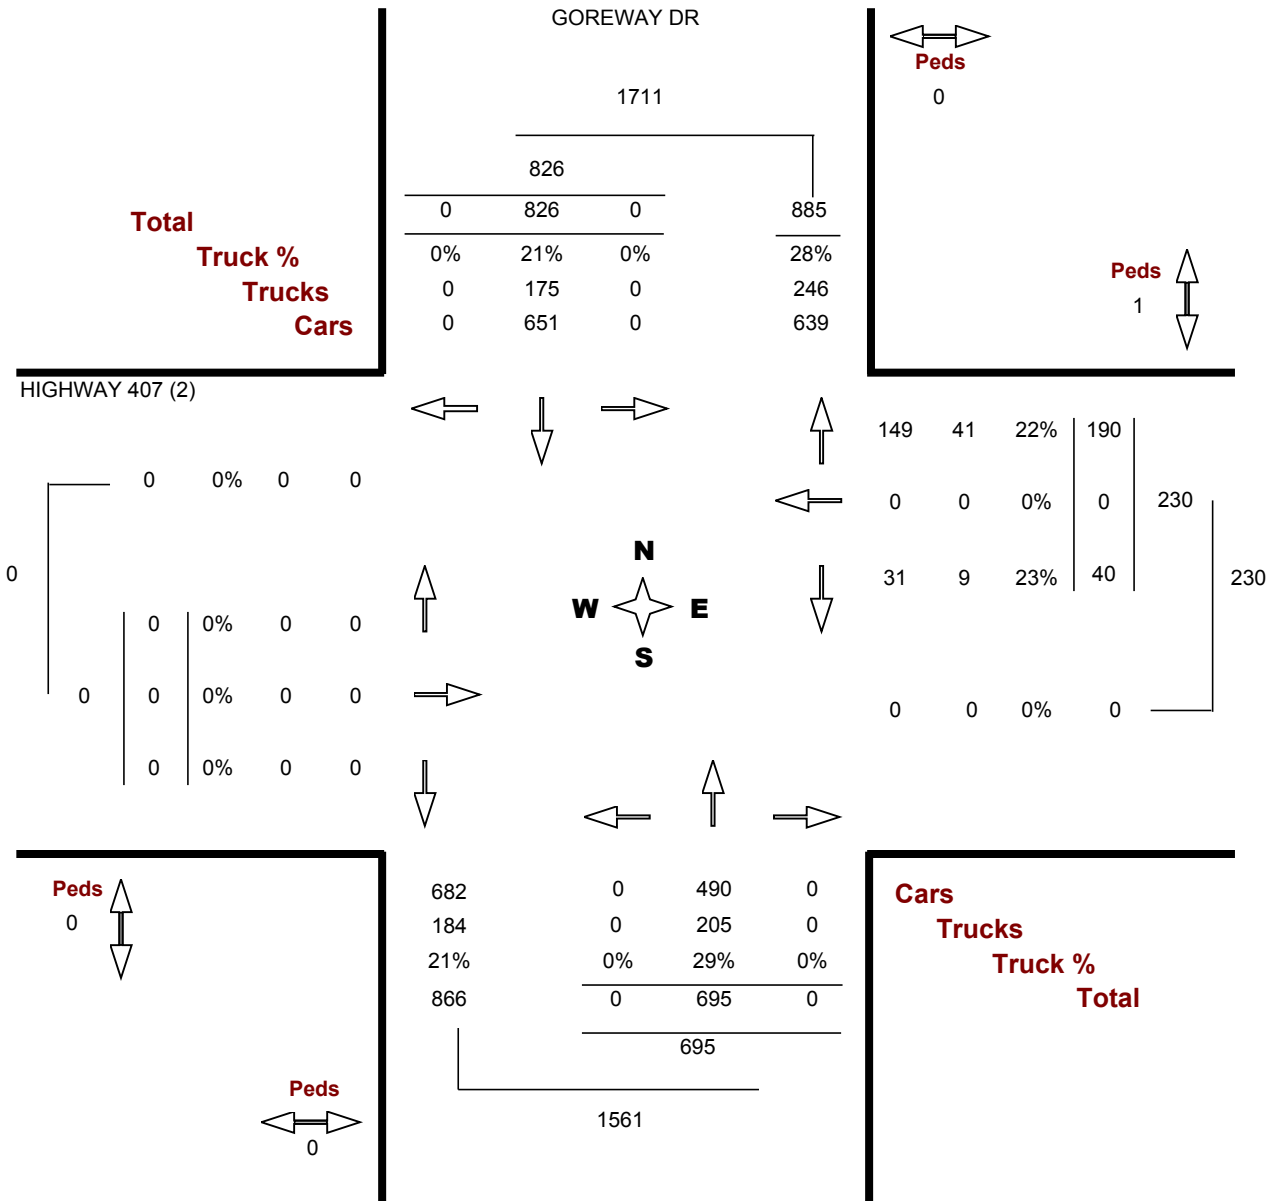 GOREWAY DR
Peds
0
1711
826
0 826 0 885
Total
0% 21% 0% 28%
Truck %
0 175 0 246
Trucks
0 651 0 639
Cars
Peds
1
HIGHWAY 407 (2)
149 41 22% 190
0 0% 0 0
0 0 0% 0 230
0
31 9 23% 40 230
N
W E
S
0 0% 0 0
0 0 0% 0 0
0 0 0% 0
0 0% 0 0
Peds
0
682 0 490 0
184 0 205 0
21% 0% 29% 0%
866 0 695 0
695
1561
Cars
Trucks
Truck %
Total
Peds
0